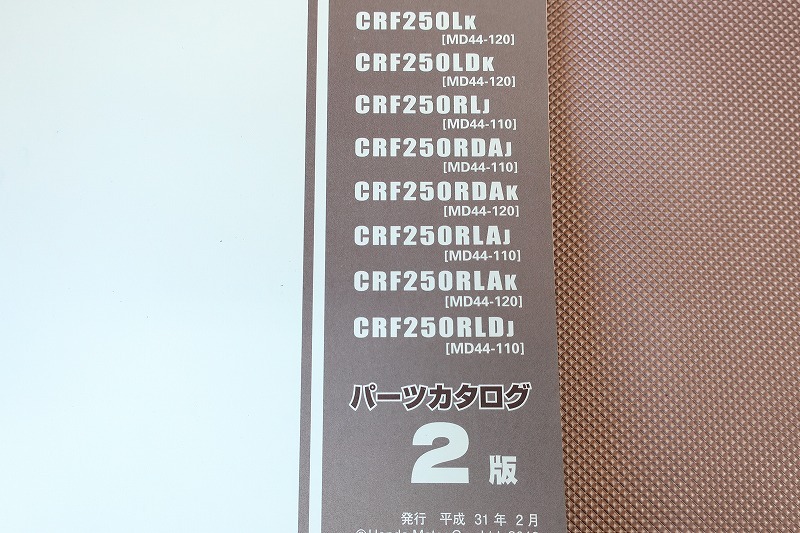 CRF250LK
[MD44-120]
CRF250LDK
[MD44-120]
CRF250RLJ
[MD44-110]
CRF250RDAJ
[MD44-110]
CRF250RDAK
[MD44-120]
CRF250RLAJ
[MD44-110]
CRF250RLAK
[MD44-120]
CRF250RLDJ
[MD44-110]
パーツカタログ
2版
発行 平成 31年 2月